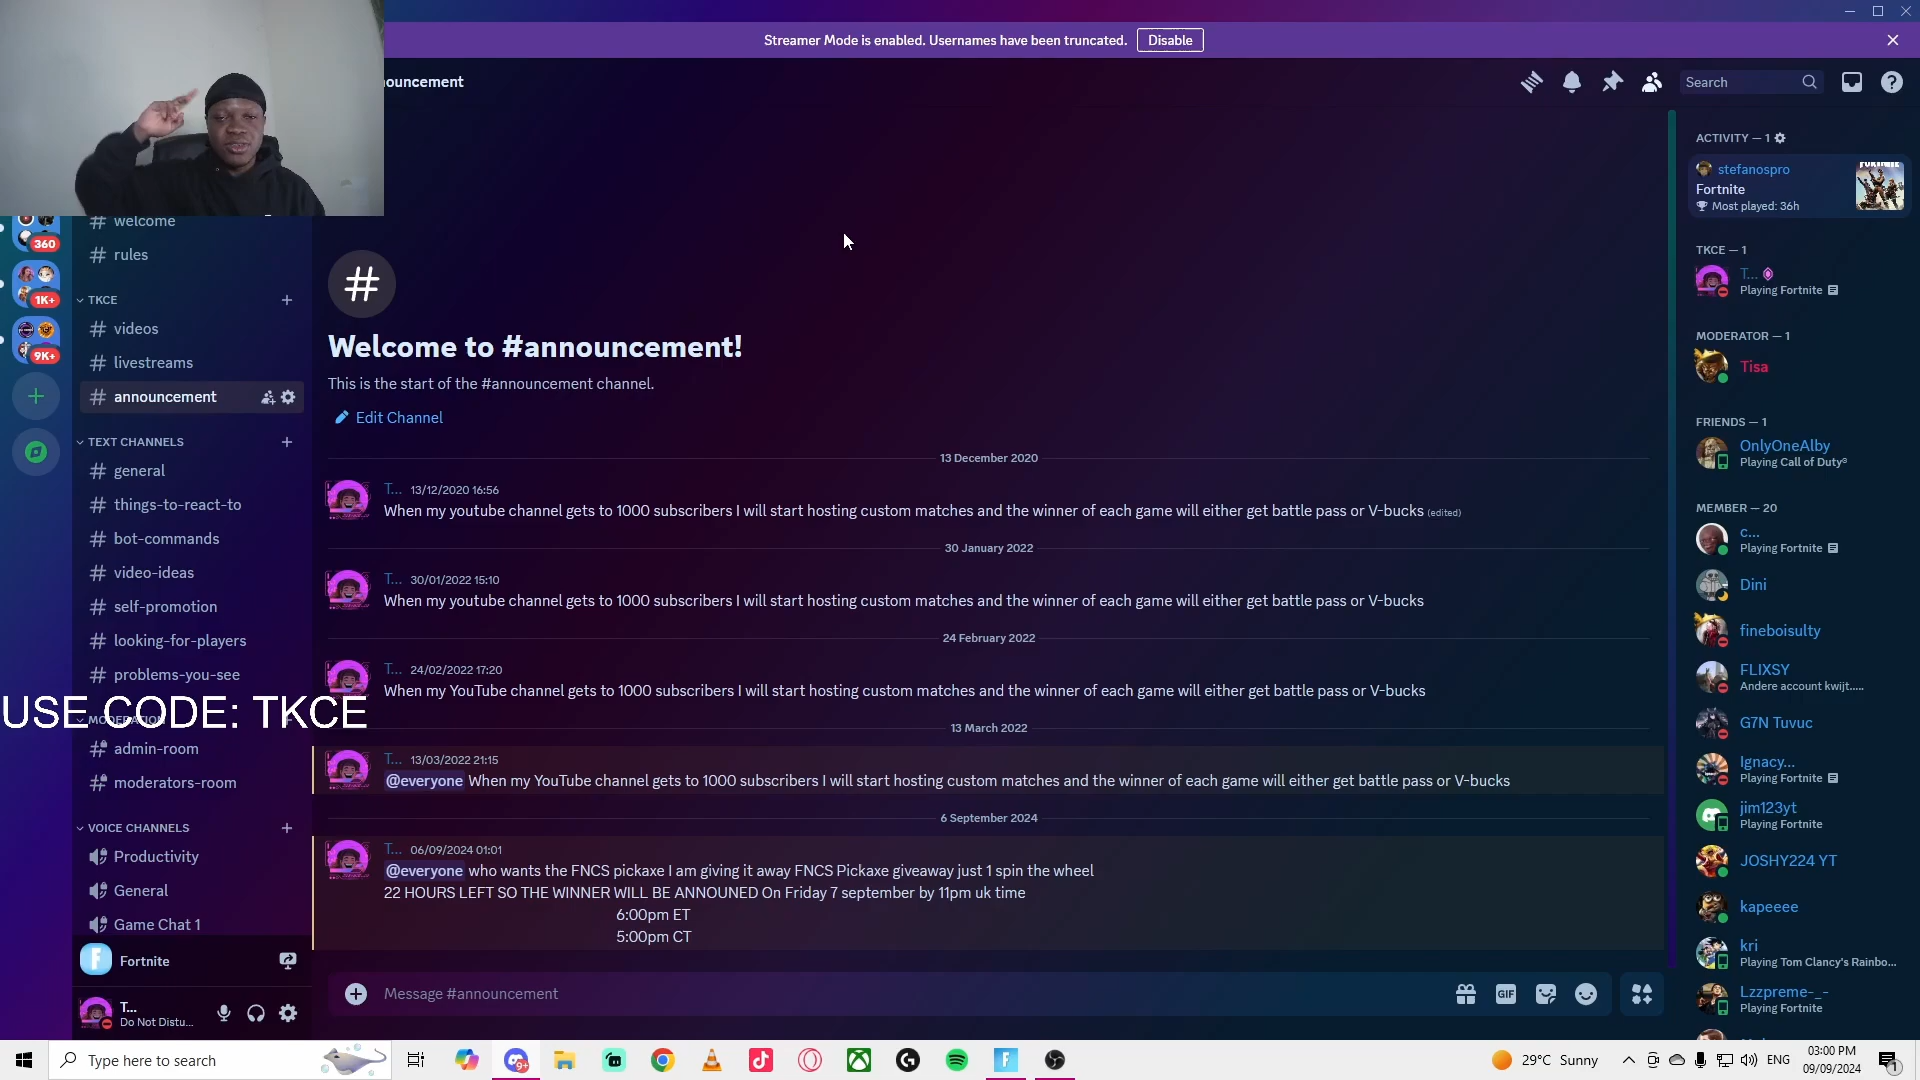 Streamer Mode is enabled. Usernames have been truncated.
Disable
nouncement
Search
welcome
rules
360
1K+
9K+
TKCE
videos
livestreams
announcement
TEXT CHANNELS
general
things-to-react-to
bot-commands
video-ideas
self-promotion
looking-for-players
problems-you-see
USE CODE: TKCE
MODERATION
admin-room
moderators-room
VOICE CHANNELS
Productivity
General
Game Chat 1
Fortnite
T...
Do Not Distu...
Welcome to #announcement!
This is the start of the #announcement channel.
Edit Channel
13 December 2020
T... 13/12/2020 16:56
When my youtube channel gets to 1000 subscribers I will start hosting custom matches and the winner of each game will either get battle pass or V-bucks (edited)
30 January 2022
T... 30/01/2022 15:10
When my youtube channel gets to 1000 subscribers I will start hosting custom matches and the winner of each game will either get battle pass or V-bucks
24 February 2022
T... 24/02/2022 17:20
When my YouTube channel gets to 1000 subscribers I will start hosting custom matches and the winner of each game will either get battle pass or V-bucks
13 March 2022
T... 13/03/2022 21:15
@everyone When my YouTube channel gets to 1000 subscribers I will start hosting custom matches and the winner of each game will either get battle pass or V-bucks
6 September 2024
T... 06/09/2024 01:01
@everyone who wants the FNCS pickaxe I am giving it away FNCS Pickaxe giveaway just 1 spin the wheel
22 HOURS LEFT SO THE WINNER WILL BE ANNOUNED On Friday 7 september by 11pm uk time
6:00pm ET
5:00pm CT
Message #announcement
GIF
ACTIVITY — 1
stefanospro
Fortnite
Most played: 36h
FORTNITE
TKCE — 1
T...
Playing Fortnite
MODERATOR — 1
Tisa
FRIENDS — 1
OnlyOneAlby
Playing Call of Duty®
MEMBER — 20
c...
Playing Fortnite
Dini
fineboisulty
FLIXSY
Andere account kwijt.....
G7N Tuvuc
Ignacy...
Playing Fortnite
jim123yt
Playing Fortnite
JOSHY224 YT
kapeeee
kri
Playing Tom Clancy's Rainbo...
Lzzpreme-_-
Playing Fortnite
Type here to search
9+
29°C Sunny
ENG
03:00 PM
09/09/2024
1